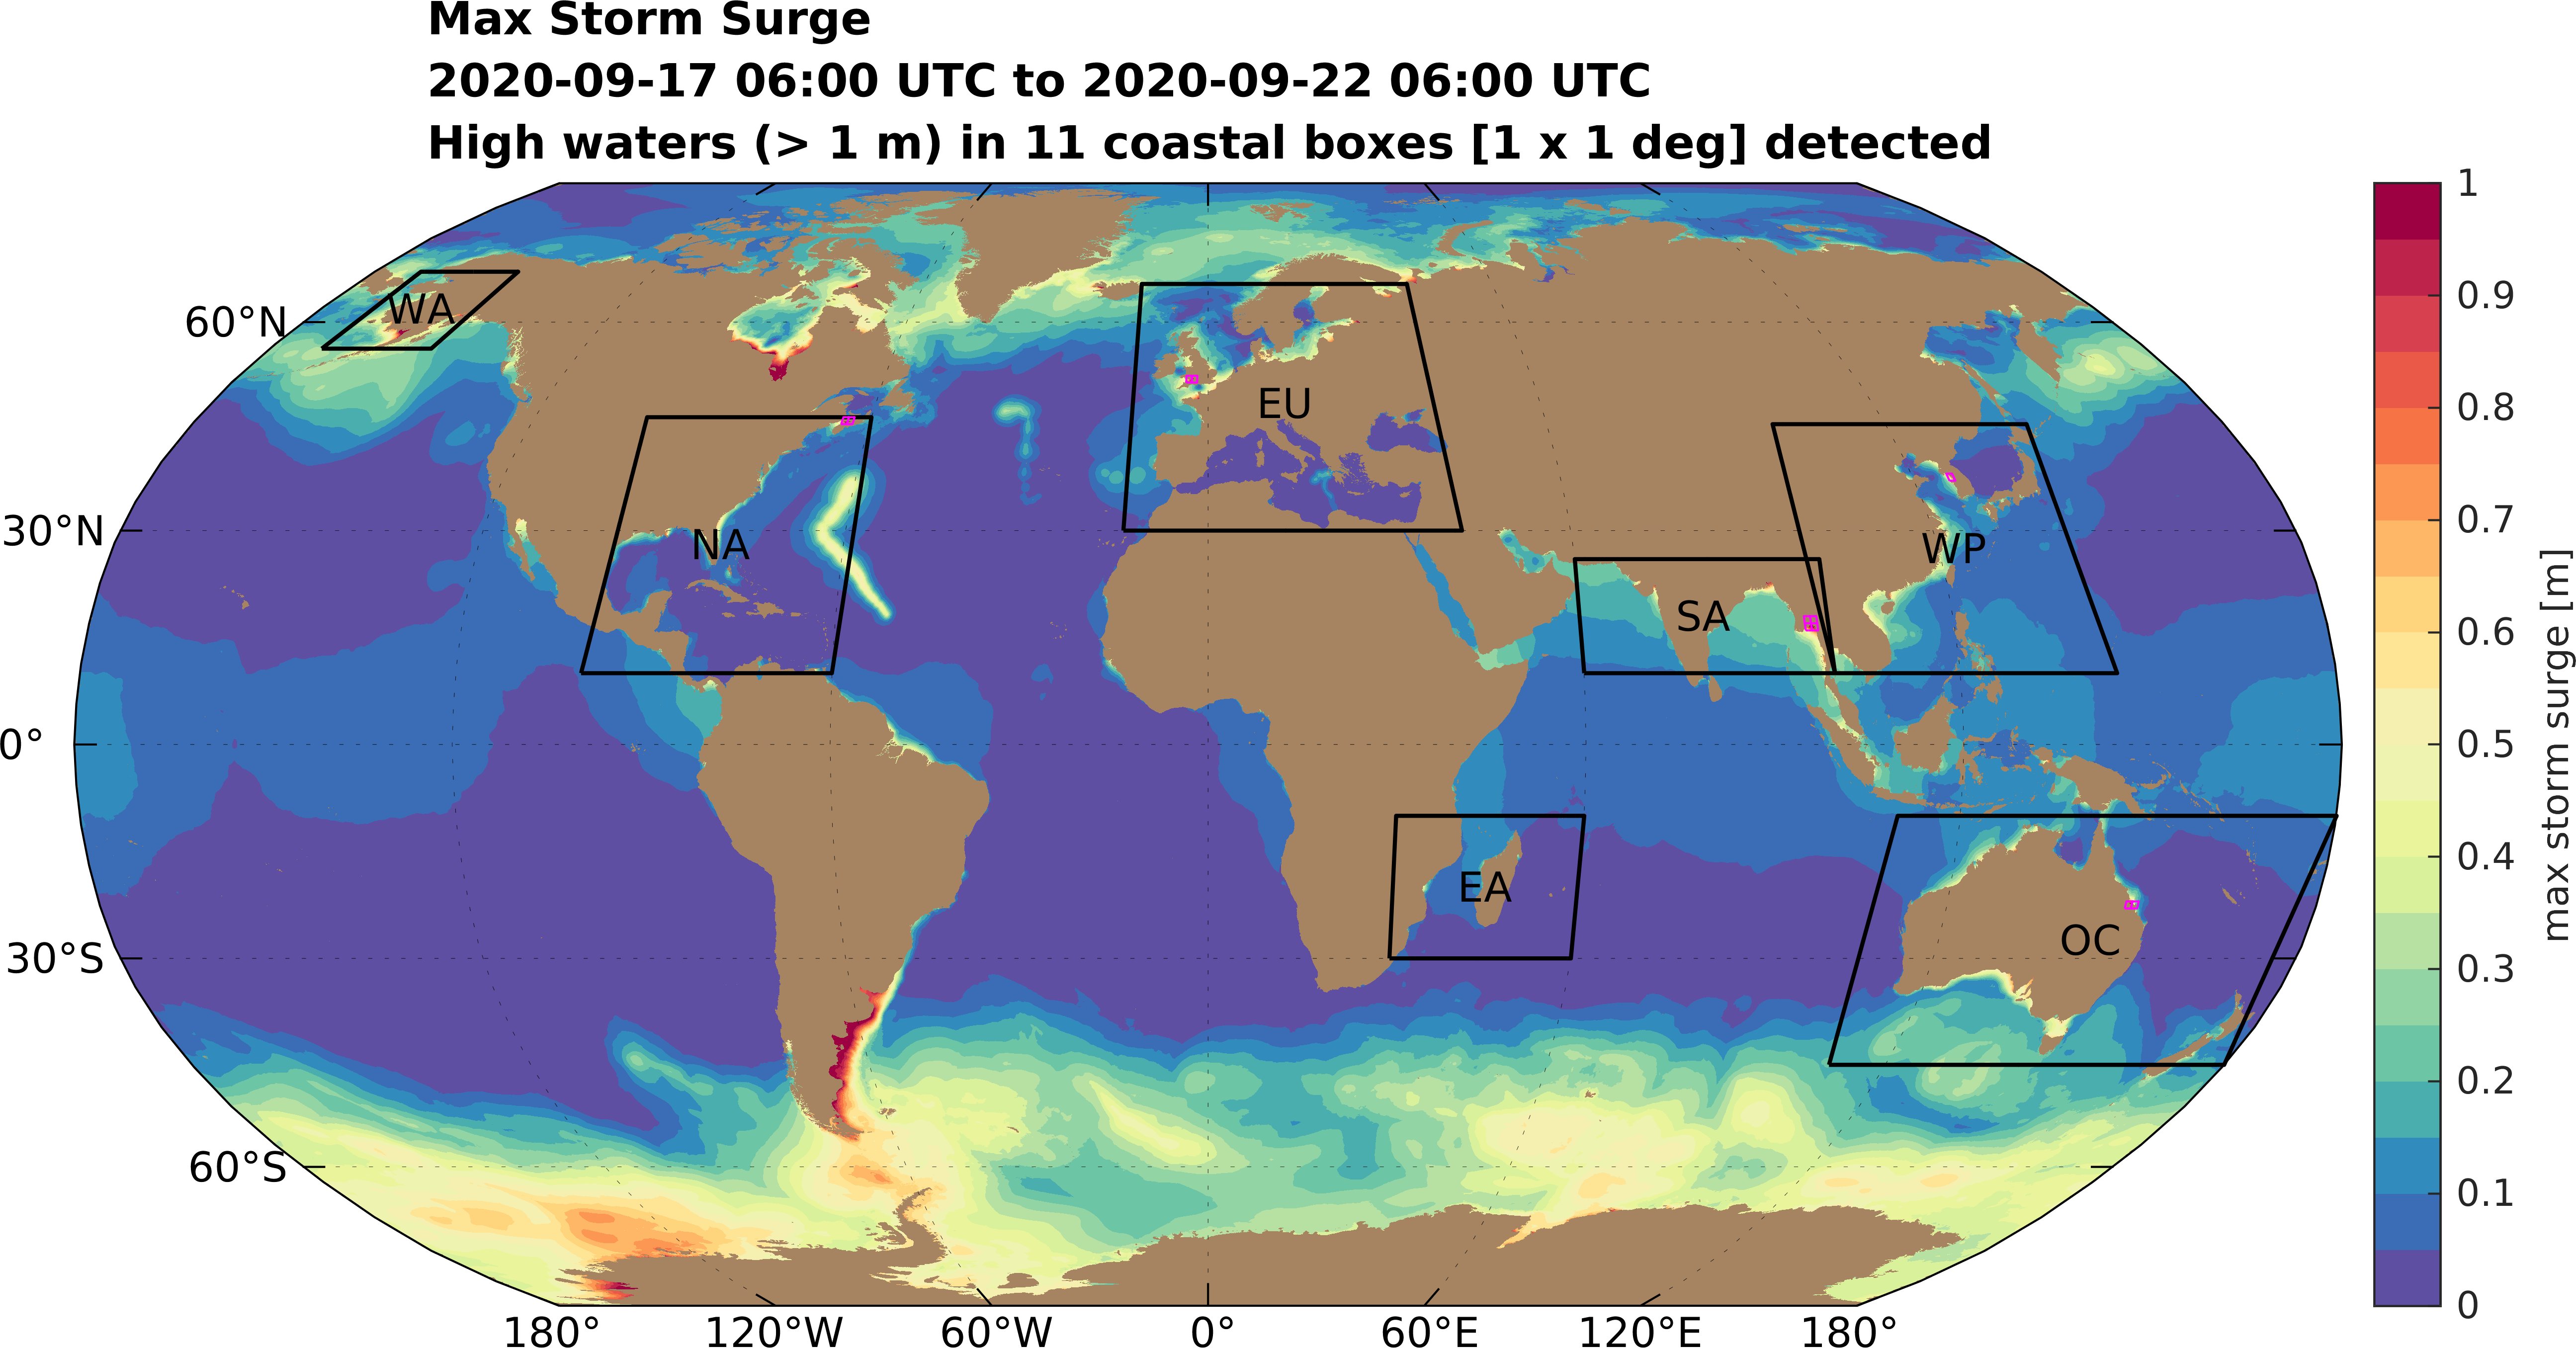 Max Storm Surge
2020-09-17 06:00 UTC to 2020-09-22 06:00 UTC
High waters (> 1 m) in 11 coastal boxes [1 x 1 deg] detected
60°N
30°N
0°
30°S
60°S
WA
NA
EU
SA
WP
EA
OC
180°
120°W
60°W
0°
60°E
120°E
180°
1
0.9
0.8
0.7
0.6
0.5
0.4
0.3
0.2
0.1
0
max storm surge [m]